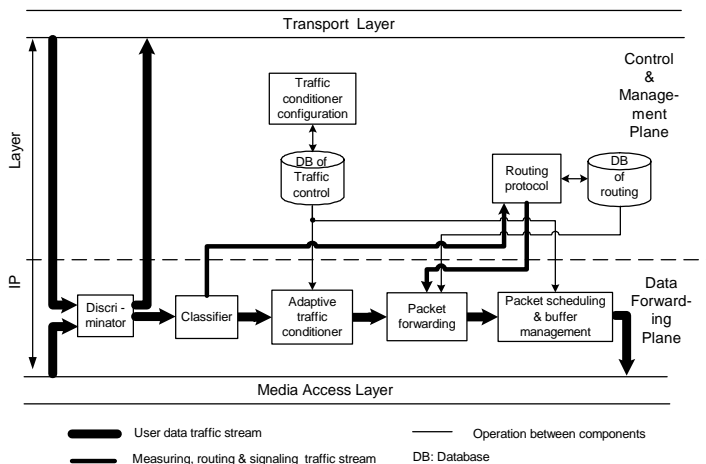 Transport Layer
Control
&
Manage-
ment
Plane
Traffic
conditioner
configuration
DB of
Traffic
control
Routing
protocol
DB
of
routing
Layer
IP
Discri -
minator
Classifier
Adaptive
traffic
conditioner
Packet
forwarding
Packet scheduling
& buffer
management
Data
Forward-
ing
Plane
Media Access Layer
User data traffic stream
Operation between components
Measuring, routing & signaling traffic stream
DB: Database